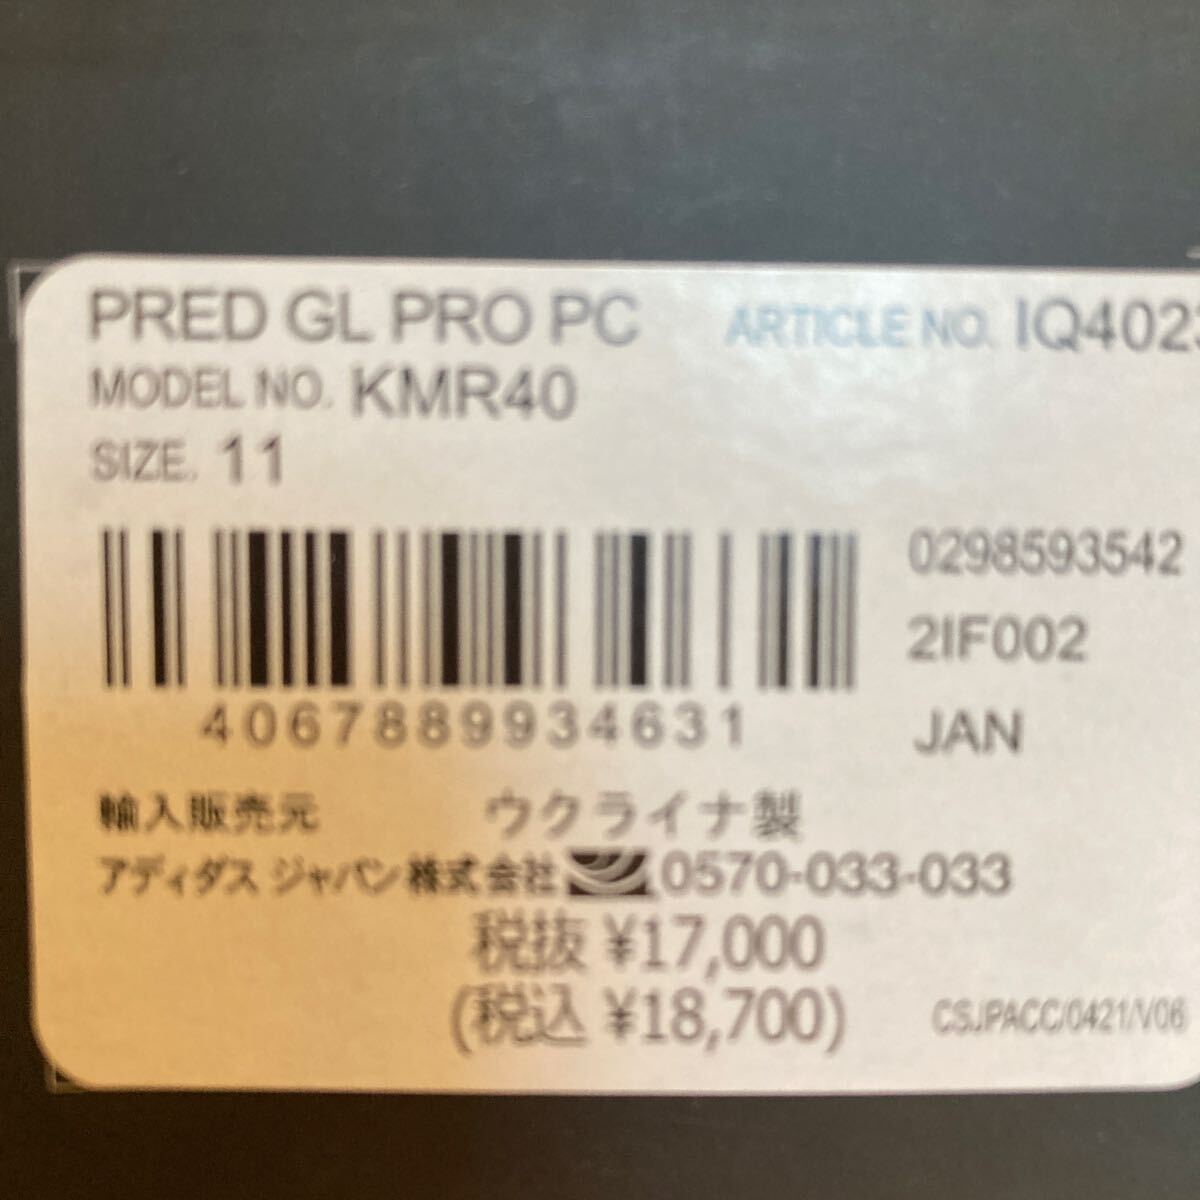 PRED GL PRO PC ARTICLE NO. IQ4023
MODEL NO. KMR40
SIZE. 11
0298593542
2IF002
4067889934631
JAN
輸入販売元 ウクライナ製
アディダス ジャパン株式会社 0570-033-033
税抜 ¥17,000
(税込 ¥18,700)
CSJPACC/0421/V06